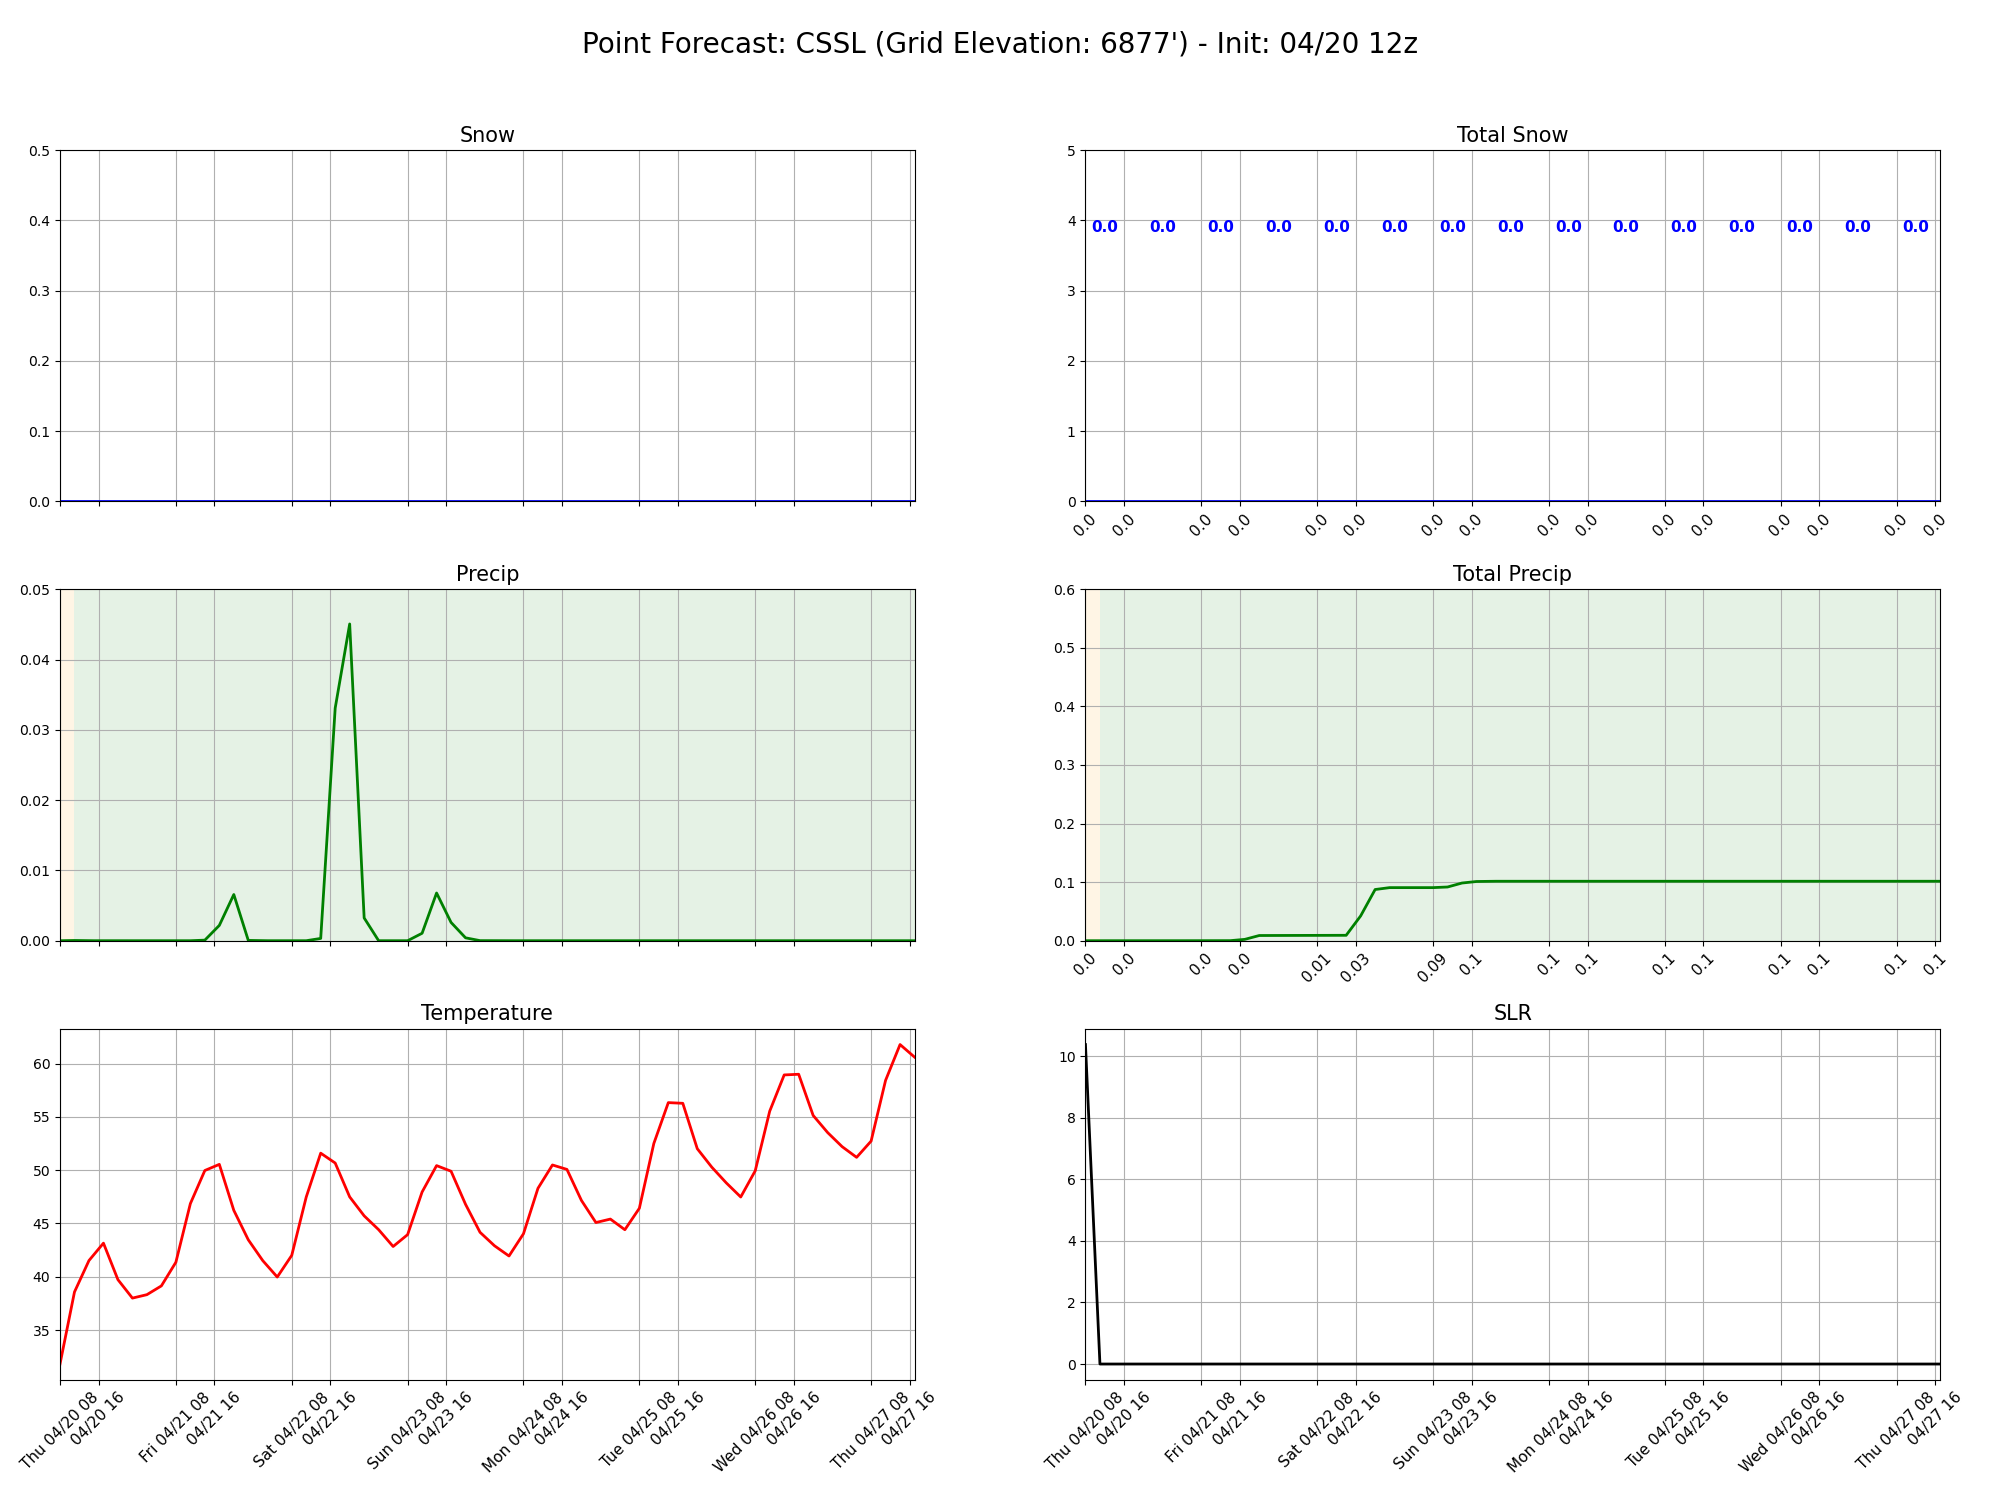 Point Forecast: CSSL (Grid Elevation: 6877') - Init: 04/20 12z
Snow
0.5
0.4
0.3
0.2
0.1
0.0
Total Snow
5
4
3
2
1
0
0.0 0.0 0.0 0.0 0.0 0.0 0.0 0.0 0.0 0.0 0.0 0.0 0.0 0.0 0.0
0.0 0.0 0.0 0.0 0.0 0.0 0.0 0.0 0.0 0.0 0.0 0.0 0.0 0.0 0.0 0.0
Precip
0.05
0.04
0.03
0.02
0.01
0.00
Total Precip
0.6
0.5
0.4
0.3
0.2
0.1
0.0
0.0 0.0 0.0 0.0 0.01 0.03 0.09 0.1 0.1 0.1 0.1 0.1 0.1 0.1 0.1 0.1
Temperature
60
55
50
45
40
35
Thu 04/20 08
04/20 16
Fri 04/21 08
04/21 16
Sat 04/22 08
04/22 16
Sun 04/23 08
04/23 16
Mon 04/24 08
04/24 16
Tue 04/25 08
04/25 16
Wed 04/26 08
04/26 16
Thu 04/27 08
04/27 16
SLR
10
8
6
4
2
0
Thu 04/20 08
04/20 16
Fri 04/21 08
04/21 16
Sat 04/22 08
04/22 16
Sun 04/23 08
04/23 16
Mon 04/24 08
04/24 16
Tue 04/25 08
04/25 16
Wed 04/26 08
04/26 16
Thu 04/27 08
04/27 16